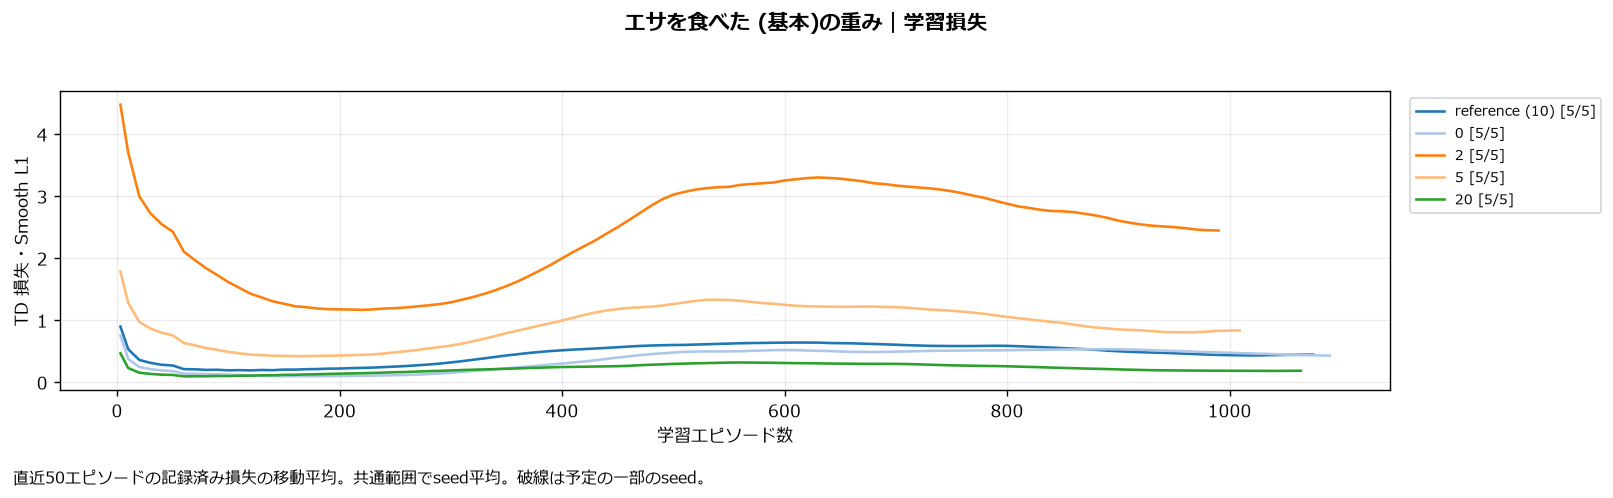 エサを食べた (基本)の重み | 学習損失
TD 損失・Smooth L1
4
3
2
1
0
0 200 400 600 800 1000
学習エピソード数
reference (10) [5/5]
0 [5/5]
2 [5/5]
5 [5/5]
20 [5/5]
直近50エピソードの記録済み損失の移動平均。共通範囲でseed平均。破線は予定の一部のseed。